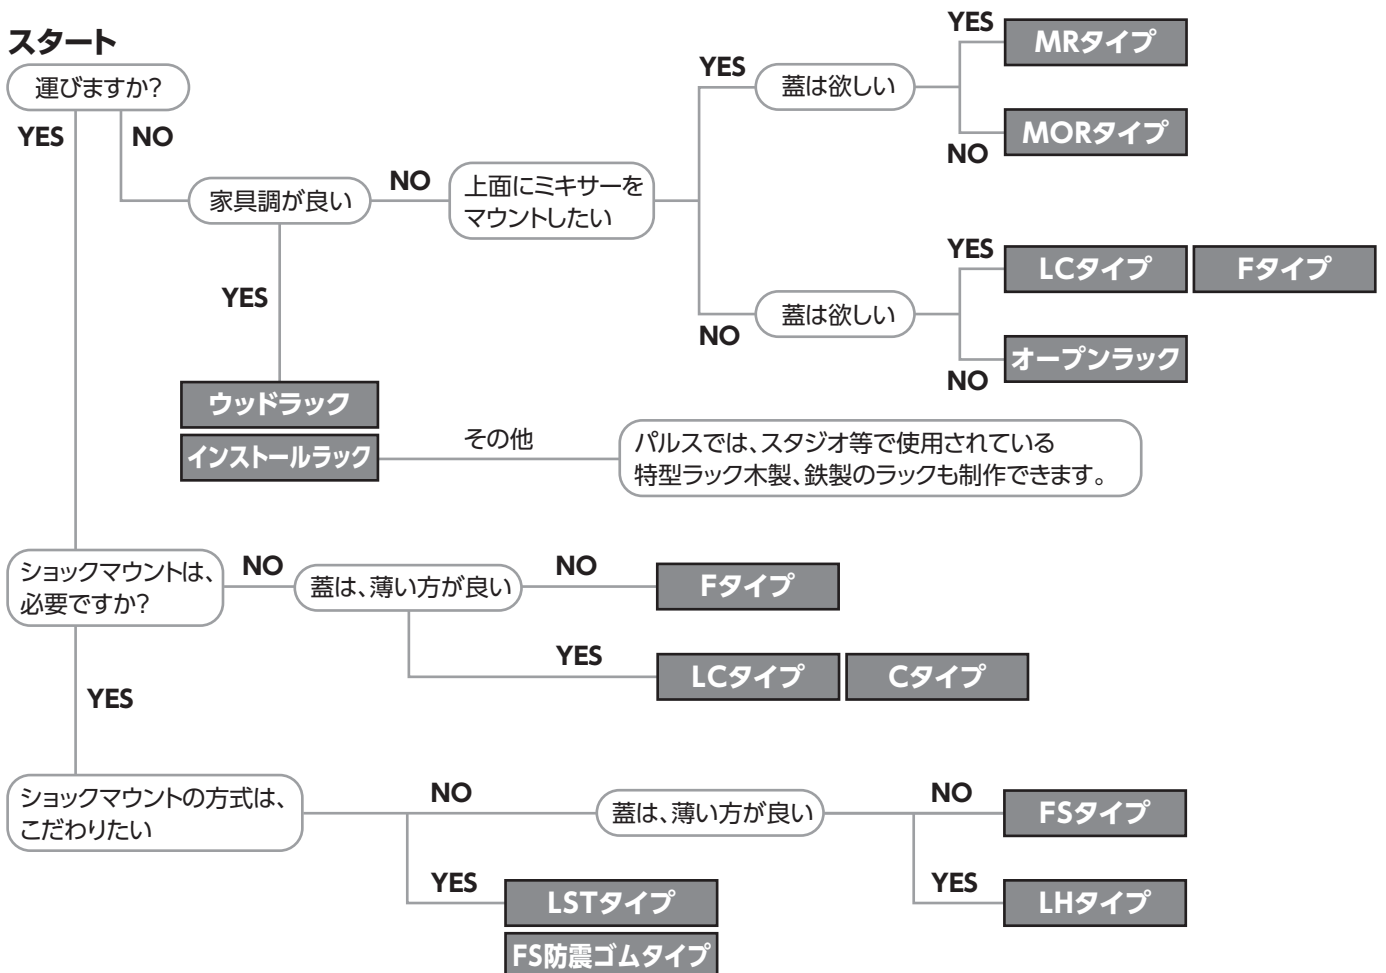 スタート
運びますか?
YES
NO
家具調が良い
NO
上面にミキサーを
マウントしたい
YES
蓋は欲しい
YES
MRタイプ
NO
MORタイプ
NO
蓋は欲しい
YES
LCタイプ
Fタイプ
NO
オープンラック
YES
ウッドラック
インストールラック
その他
パルスでは、スタジオ等で使用されている
特型ラック木製、鉄製のラックも制作できます。
ショックマウントは、
必要ですか?
NO
蓋は、薄い方が良い
NO
Fタイプ
YES
LCタイプ
Cタイプ
YES
ショックマウントの方式は、
こだわりたい
NO
蓋は、薄い方が良い
NO
FSタイプ
YES
LHタイプ
YES
LSTタイプ
FS防震ゴムタイプ